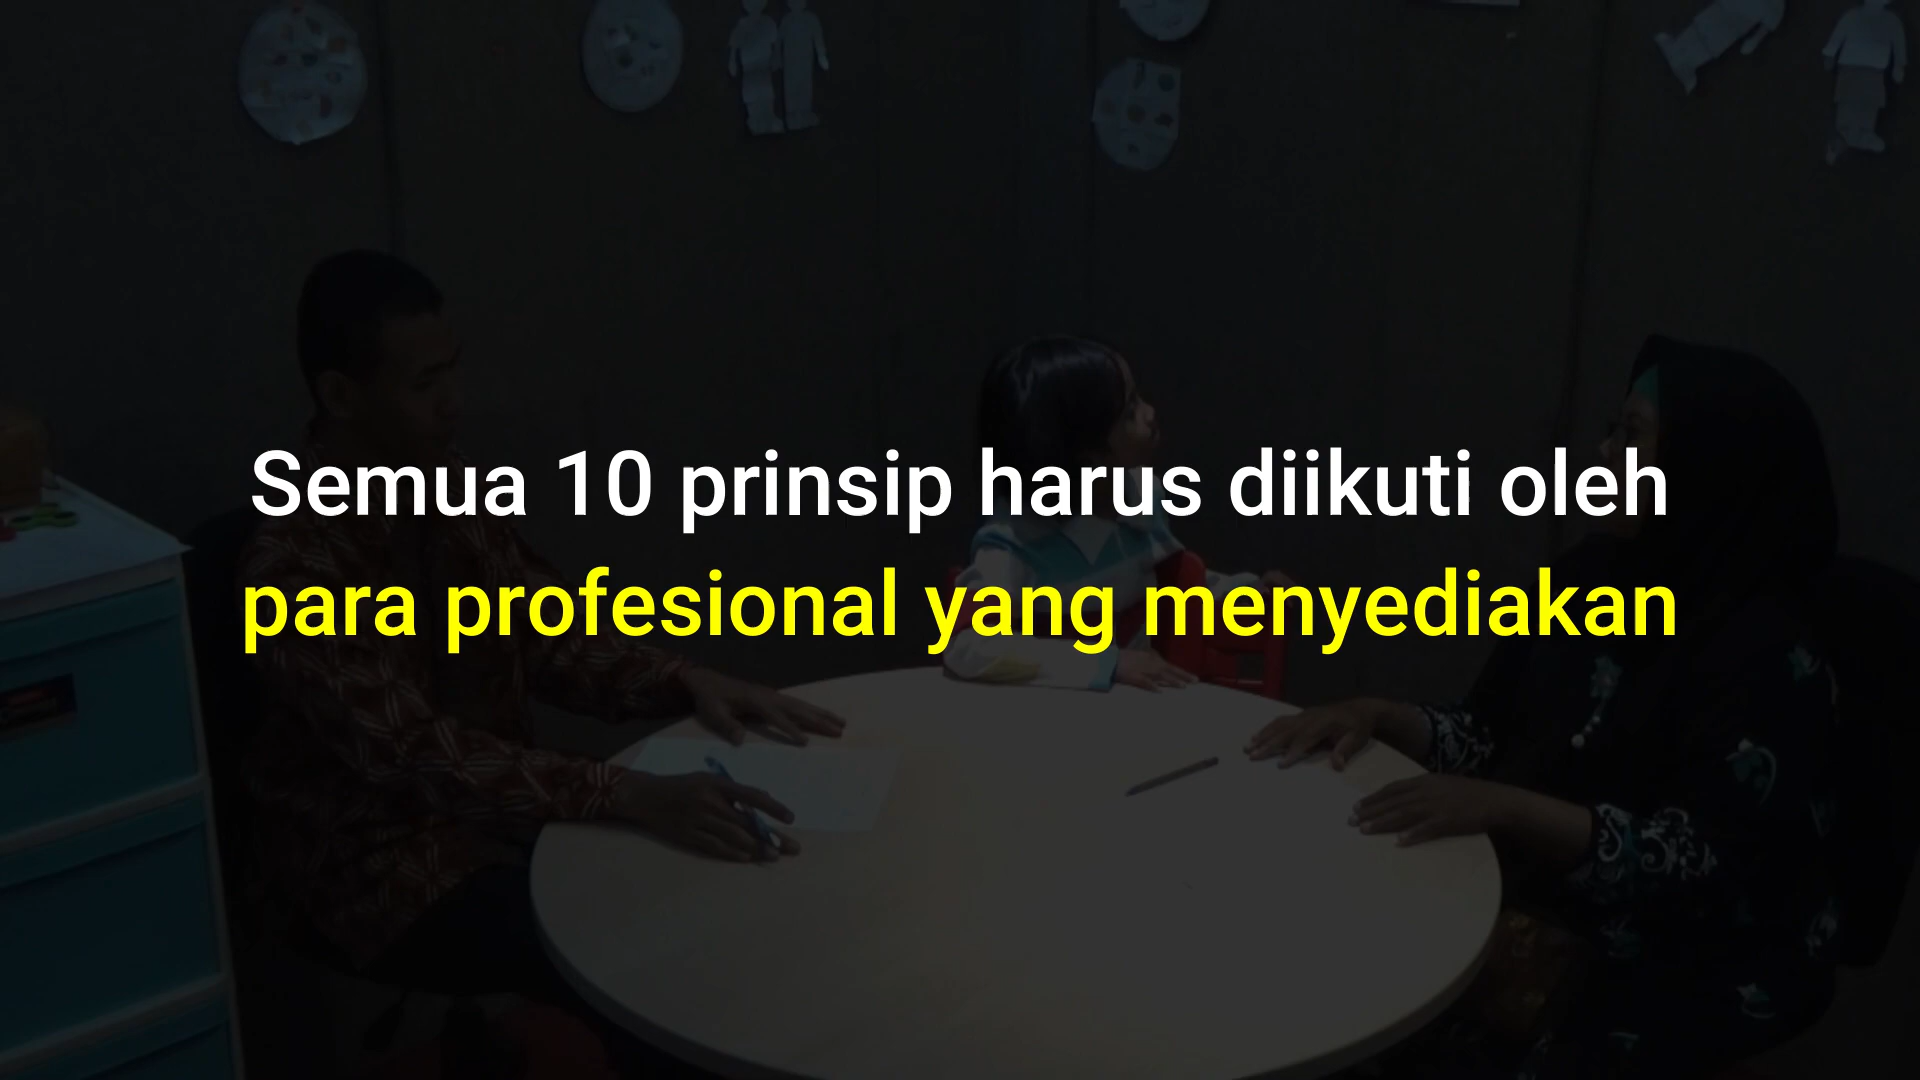 Semua 10 prinsip harus diikuti oleh
para profesional yang menyediakan